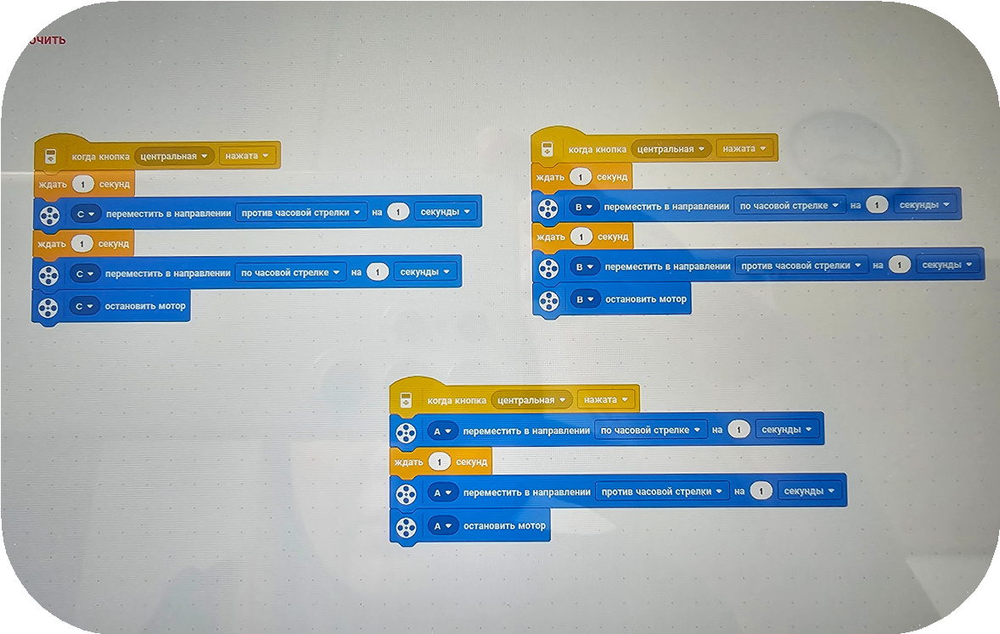 очить
когда кнопка центральная нажата
ждать 1 секунд
C переместить в направлении против часовой стрелки на 1 секунды
ждать 1 секунд
C переместить в направлении по часовой стрелке на 1 секунды
C остановить мотор
когда кнопка центральная нажата
ждать 1 секунд
B переместить в направлении по часовой стрелке на 1 секунды
ждать 1 секунд
B переместить в направлении против часовой стрелки на 1 секунды
B остановить мотор
когда кнопка центральная нажата
A переместить в направлении по часовой стрелке на 1 секунды
ждать 1 секунд
A переместить в направлении против часовой стрелки на 1 секунды
A остановить мотор